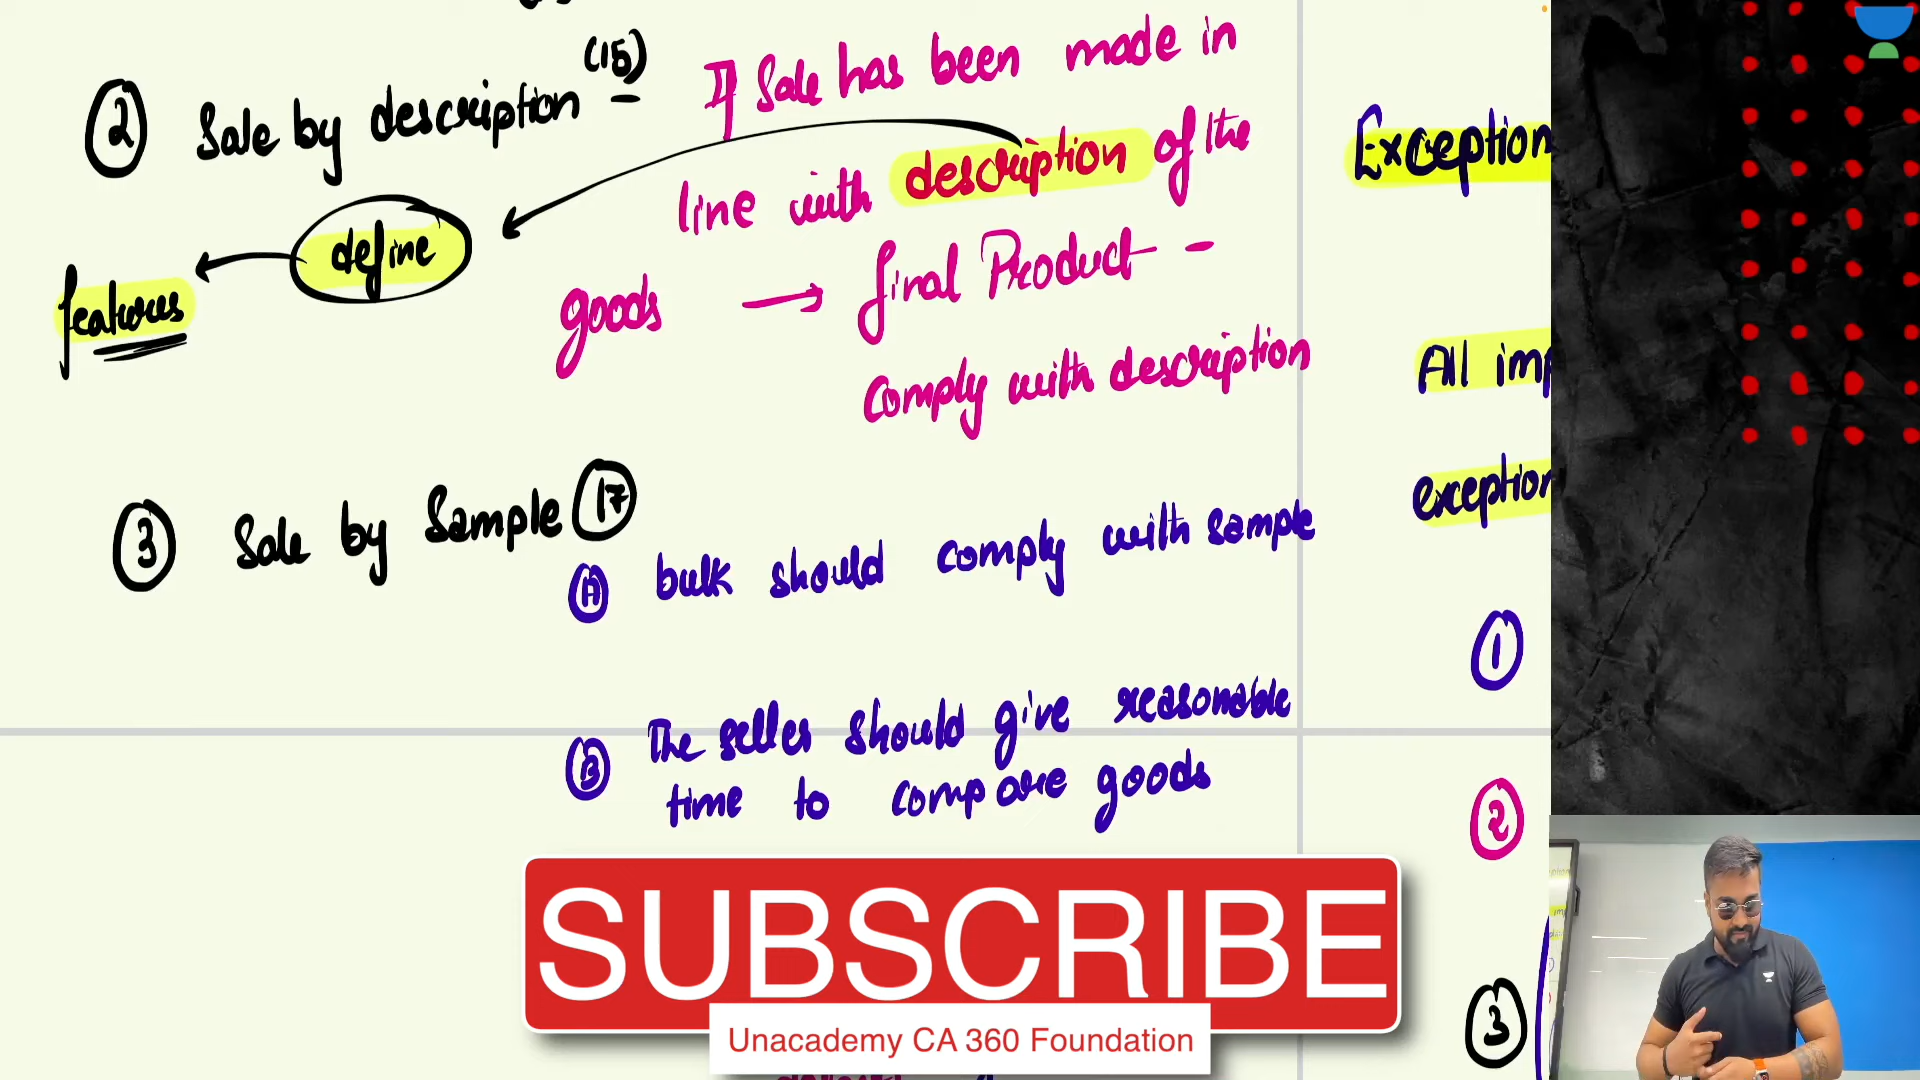 ② Sale by description (15)
If Sale has been made in
line with description of the
goods → final Product -
comply with description
define
features
③ Sale by Sample ⑰
Ⓐ bulk should comply with sample
Ⓑ The seller should give reasonable
time to compare goods
Exception
All imp
exception
①
②
③
SUBSCRIBE
Unacademy CA 360 Foundation